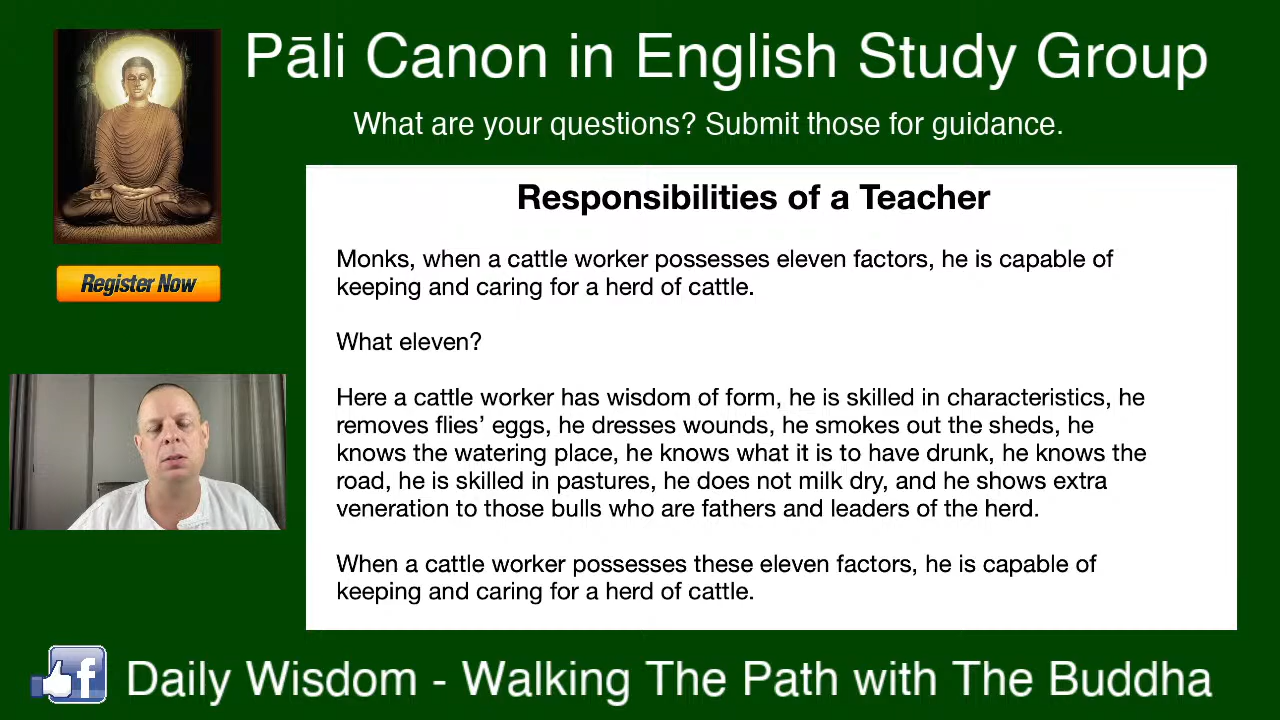 Pāli Canon in English Study Group
What are your questions? Submit those for guidance.
Register Now
Responsibilities of a Teacher
Monks, when a cattle worker possesses eleven factors, he is capable of
keeping and caring for a herd of cattle.
What eleven?
Here a cattle worker has wisdom of form, he is skilled in characteristics, he
removes flies’ eggs, he dresses wounds, he smokes out the sheds, he
knows the watering place, he knows what it is to have drunk, he knows the
road, he is skilled in pastures, he does not milk dry, and he shows extra
veneration to those bulls who are fathers and leaders of the herd.
When a cattle worker possesses these eleven factors, he is capable of
keeping and caring for a herd of cattle.
f
Daily Wisdom - Walking The Path with The Buddha